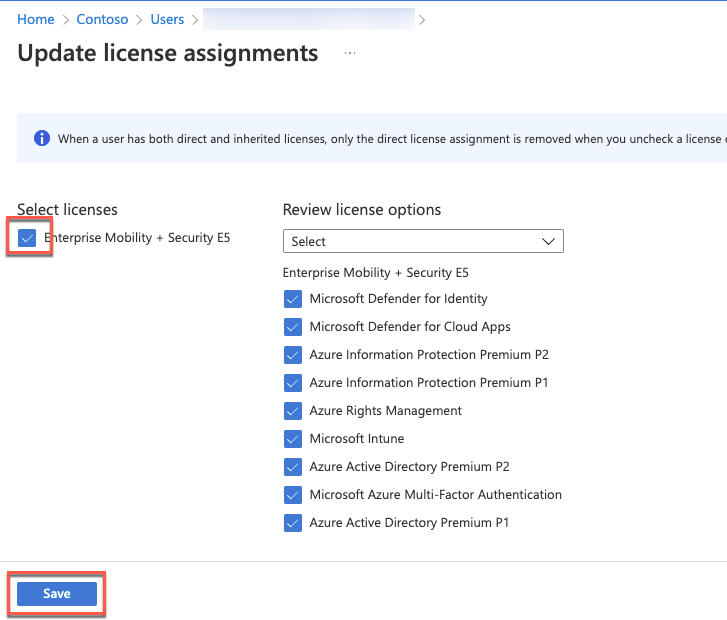 Home > Contoso > Users > >
Update license assignments ...
When a user has both direct and inherited licenses, only the direct license assignment is removed when you uncheck a license
Select licenses
Enterprise Mobility + Security E5
Review license options
Select
Enterprise Mobility + Security E5
Microsoft Defender for Identity
Microsoft Defender for Cloud Apps
Azure Information Protection Premium P2
Azure Information Protection Premium P1
Azure Rights Management
Microsoft Intune
Azure Active Directory Premium P2
Microsoft Azure Multi-Factor Authentication
Azure Active Directory Premium P1
Save